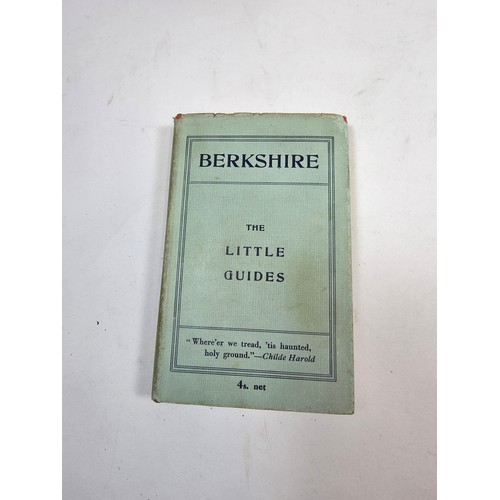 BERKSHIRE
THE
LITTLE
GUIDES
"Where'er we tread, 'tis haunted,
holy ground."—Childe Harold
4s. net